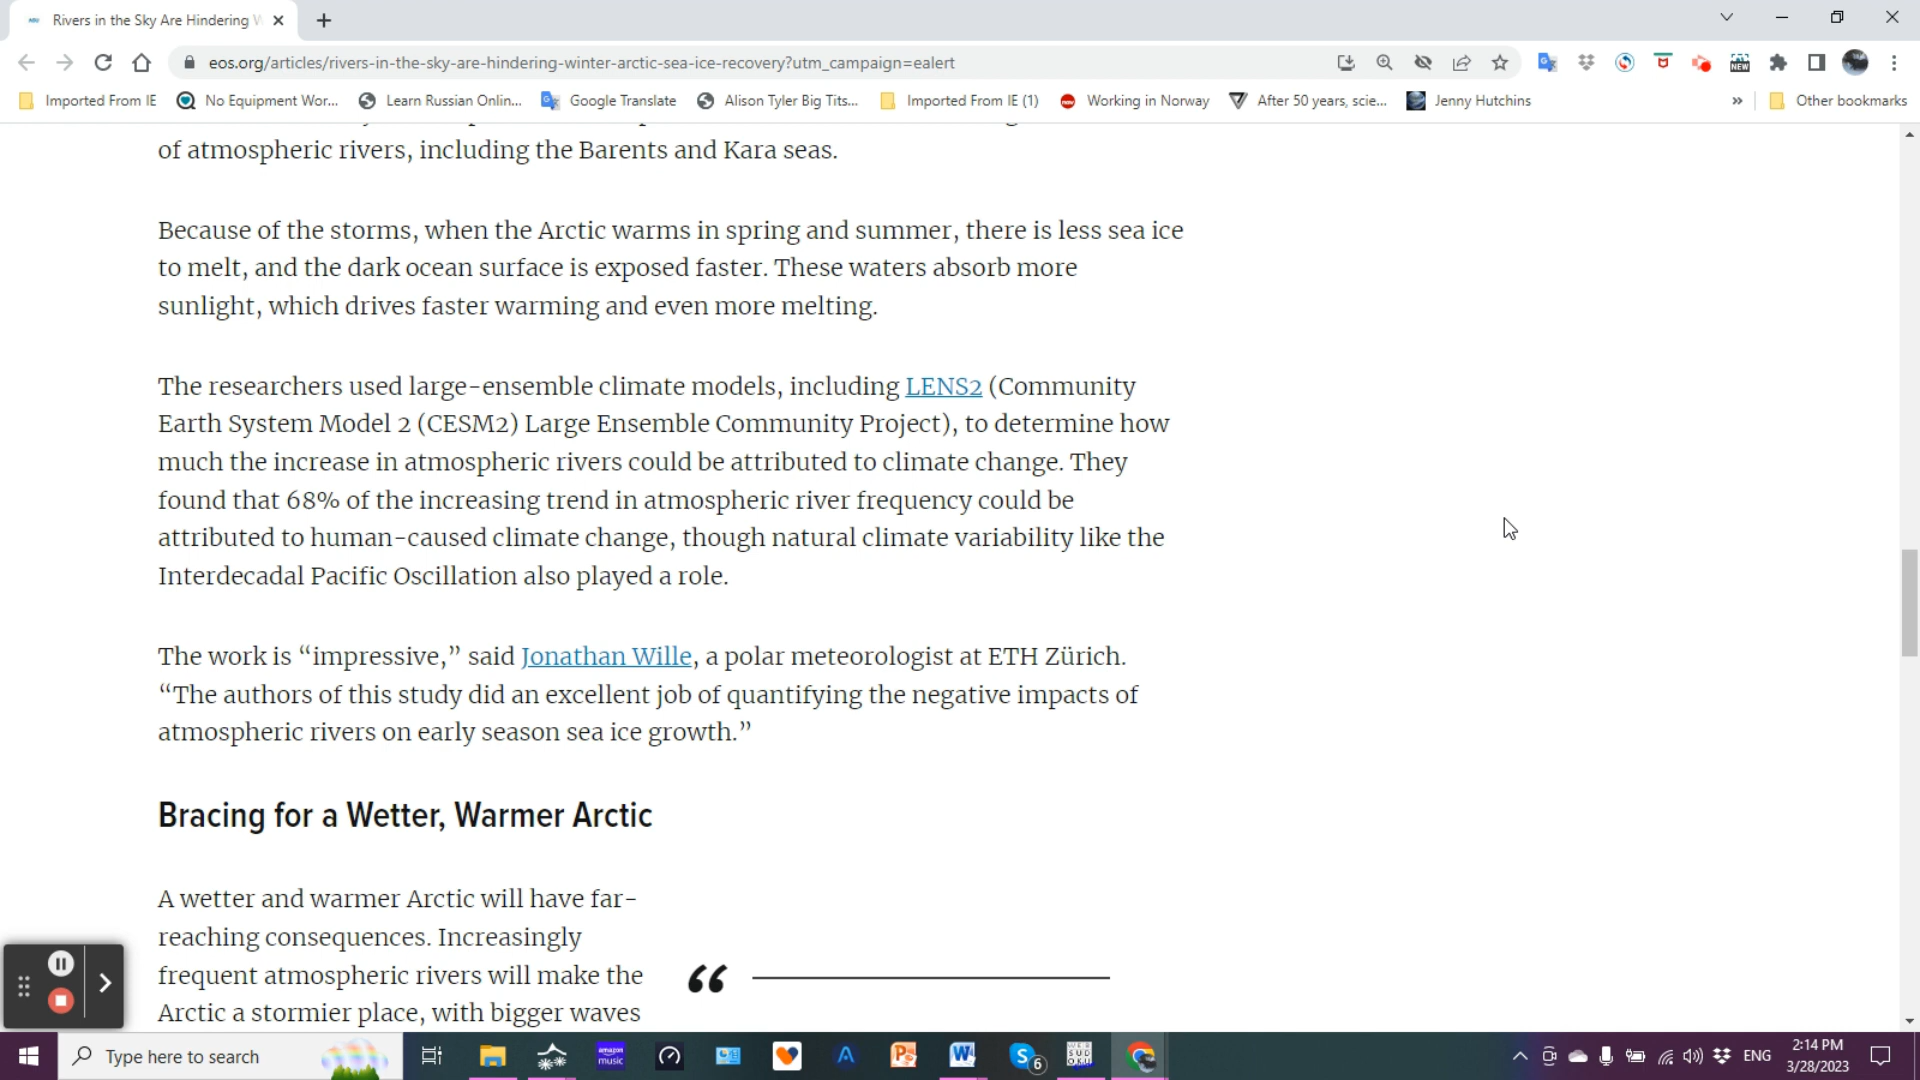 Rivers in the Sky Are Hindering W
eos.org/articles/rivers-in-the-sky-are-hindering-winter-arctic-sea-ice-recovery?utm_campaign=ealert
NEW
Imported From IE
No Equipment Wor...
Learn Russian Onlin...
Google Translate
Alison Tyler Big Tits...
Imported From IE (1)
Working in Norway
After 50 years, scie...
Jenny Hutchins
»
Other bookmarks
of atmospheric rivers, including the Barents and Kara seas.
Because of the storms, when the Arctic warms in spring and summer, there is less sea ice
to melt, and the dark ocean surface is exposed faster. These waters absorb more
sunlight, which drives faster warming and even more melting.
The researchers used large-ensemble climate models, including LENS2 (Community
Earth System Model 2 (CESM2) Large Ensemble Community Project), to determine how
much the increase in atmospheric rivers could be attributed to climate change. They
found that 68% of the increasing trend in atmospheric river frequency could be
attributed to human-caused climate change, though natural climate variability like the
Interdecadal Pacific Oscillation also played a role.
The work is “impressive,” said Jonathan Wille, a polar meteorologist at ETH Zürich.
“The authors of this study did an excellent job of quantifying the negative impacts of
atmospheric rivers on early season sea ice growth.”
Bracing for a Wetter, Warmer Arctic
A wetter and warmer Arctic will have far-
reaching consequences. Increasingly
frequent atmospheric rivers will make the
Arctic a stormier place, with bigger waves
“
Type here to search
amazon music
6
WEB SUD OKU
ENG
2:14 PM
3/28/2023